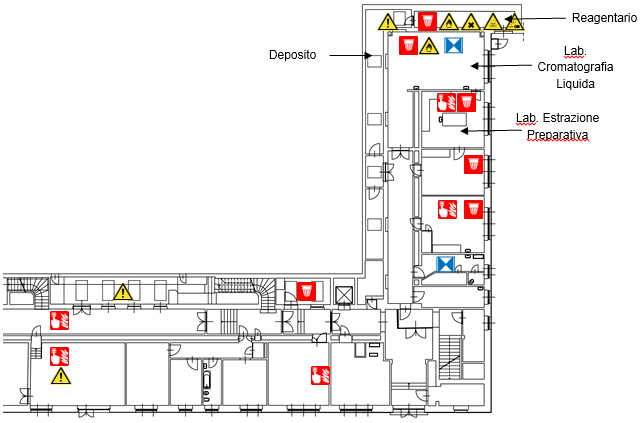 Reagentario
Deposito
Lab.
Cromatografia
Liquida
Lab. Estrazione
Preparativa